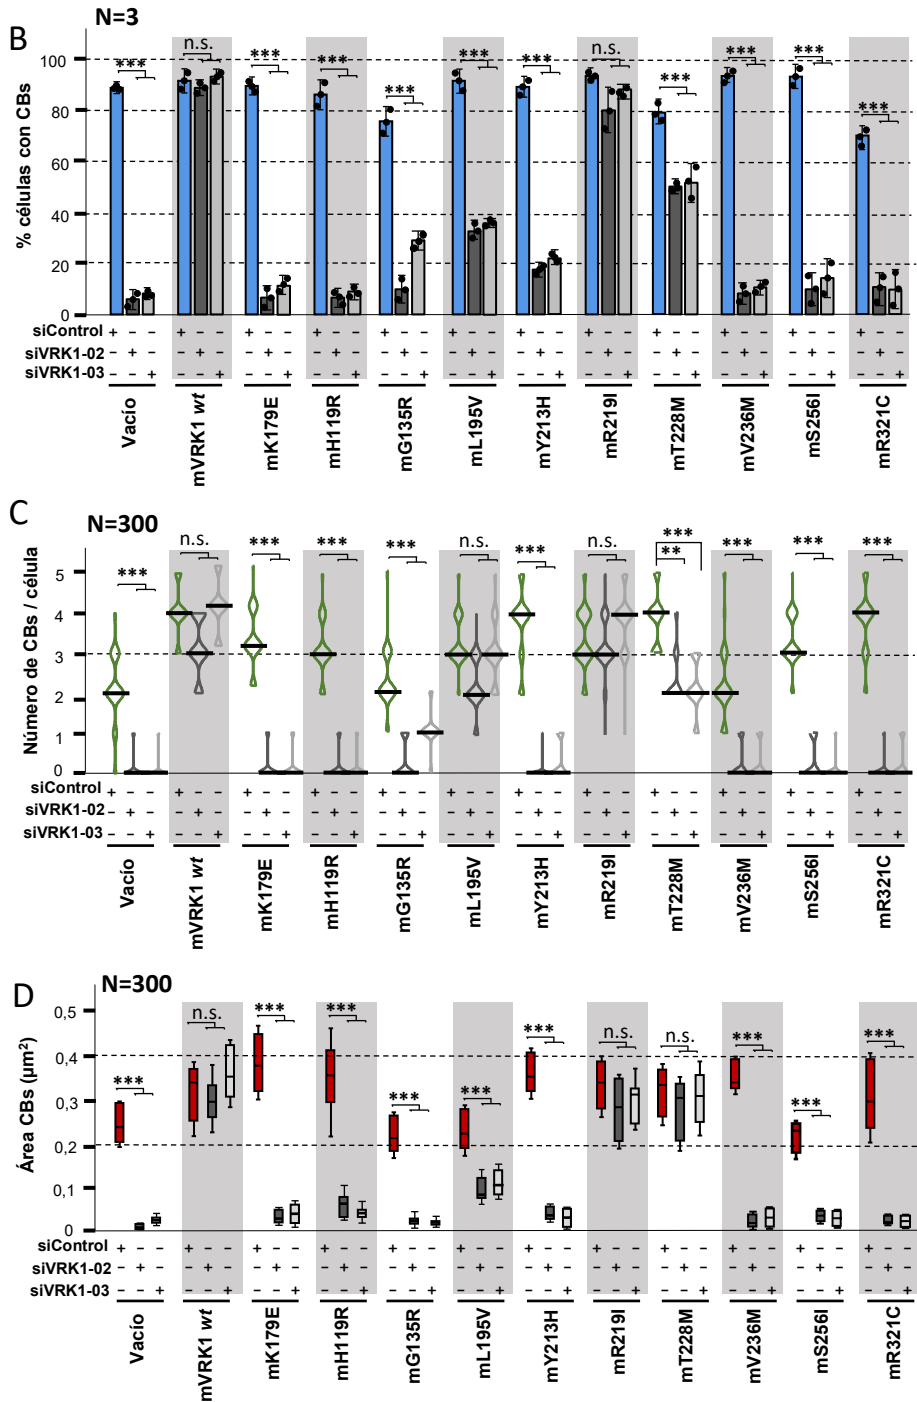 B
N=3
% células con CBs
100
80
60
40
20
0
*** n.s. *** *** *** *** *** n.s. *** *** *** ***
siControl + − − + − − + − − + − − + − − + − − + − − + − − + − − + − − + − − + − −
siVRK1-02 − + − − + − − + − − + − − + − − + − − + − − + − − + − − + − − + − − + −
siVRK1-03 − − + − − + − − + − − + − − + − − + − − + − − + − − + − − + − − + − − +
Vacío mVRK1 wt mK179E mH119R mG135R mL195V mY213H mR219I mT228M mV236M mS256I mR321C
C
N=300
Número de CBs / célula
5
4
3
2
1
0
*** n.s. *** *** *** n.s. *** n.s. *** ** *** *** ***
siControl + − − + − − + − − + − − + − − + − − + − − + − − + − − + − − + − − + − −
siVRK1-02 − + − − + − − + − − + − − + − − + − − + − − + − − + − − + − − + − − + −
siVRK1-03 − − + − − + − − + − − + − − + − − + − − + − − + − − + − − + − − + − − +
Vacío mVRK1 wt mK179E mH119R mG135R mL195V mY213H mR219I mT228M mV236M mS256I mR321C
D
N=300
Área CBs (µm²)
0,5
0,4
0,3
0,2
0,1
0
*** n.s. *** *** *** *** *** n.s. n.s. *** *** ***
siControl + − − + − − + − − + − − + − − + − − + − − + − − + − − + − − + − − + − −
siVRK1-02 − + − − + − − + − − + − − + − − + − − + − − + − − + − − + − − + − − + −
siVRK1-03 − − + − − + − − + − − + − − + − − + − − + − − + − − + − − + − − + − − +
Vacío mVRK1 wt mK179E mH119R mG135R mL195V mY213H mR219I mT228M mV236M mS256I mR321C